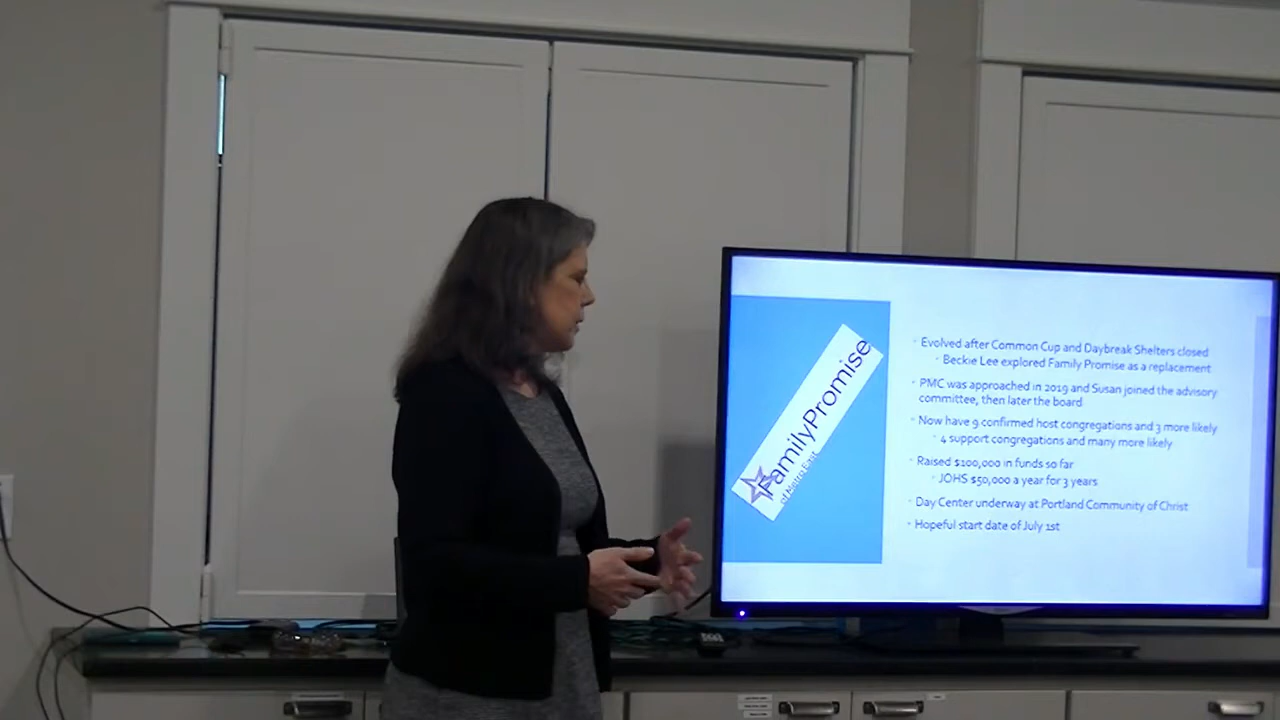 FamilyPromise
of Metro East
Evolved after Common Cup and Daybreak Shelters closed
Beckie Lee explored Family Promise as a replacement
PMC was approached in 2019 and Susan joined the advisory
committee, then later the board
Now have 9 confirmed host congregations and 3 more likely
4 support congregations and many more likely
Raised $100,000 in funds so far
JOHS $50,000 a year for 3 years
Day Center underway at Portland Community of Christ
Hopeful start date of July 1st